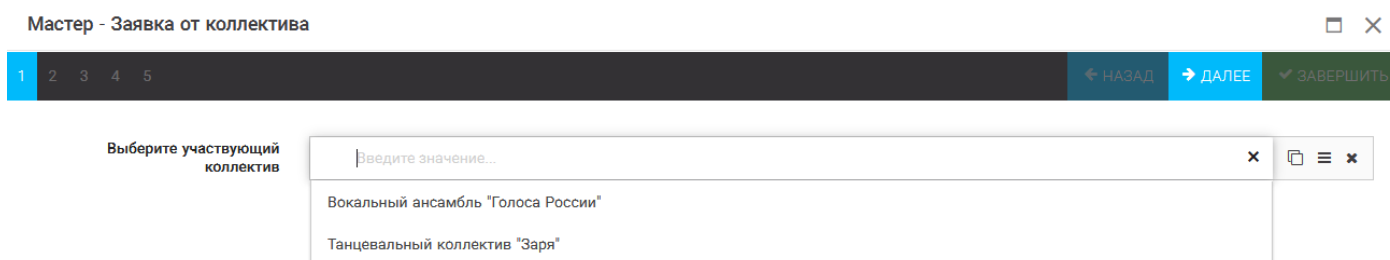 Мастер - Заявка от коллектива
1 2 3 4 5 НАЗАД ДАЛЕЕ ЗАВЕРШИТЬ
Выберите участвующий
коллектив
Введите значение...
Вокальный ансамбль "Голоса России"
Танцевальный коллектив "Заря"